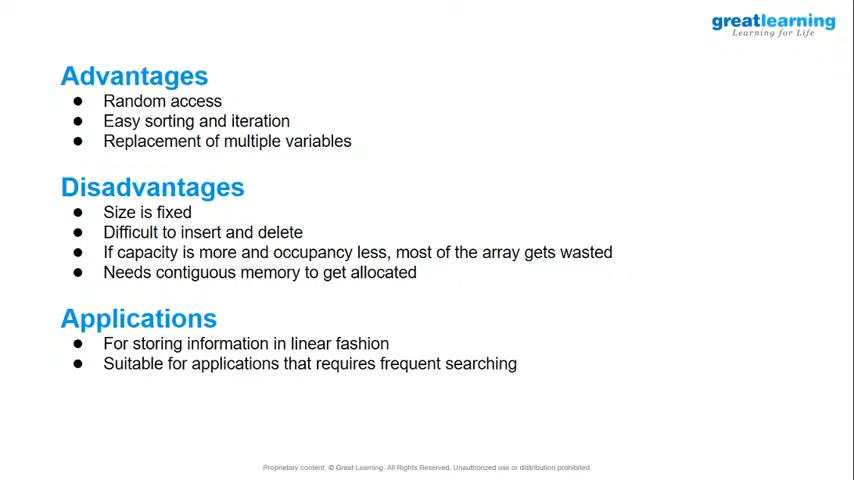 greatlearning
Learning for Life
Advantages
● Random access
● Easy sorting and iteration
● Replacement of multiple variables
Disadvantages
● Size is fixed
● Difficult to insert and delete
● If capacity is more and occupancy less, most of the array gets wasted
● Needs contiguous memory to get allocated
Applications
● For storing information in linear fashion
● Suitable for applications that requires frequent searching
Proprietary content. © Great Learning. All Rights Reserved. Unauthorized use or distribution prohibited.